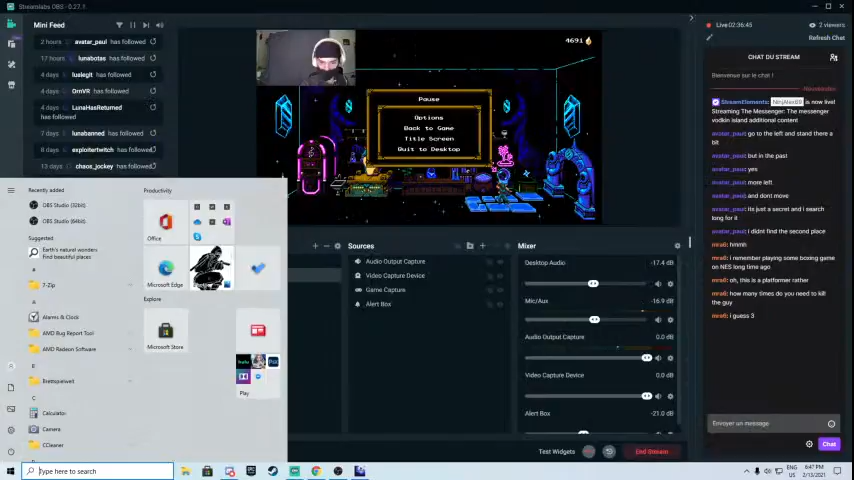 Streamlabs OBS - 0.27.1
Mini Feed
2 hours avatar_paul has followed
17 hours lunabotas has followed
4 days luslegit has followed
4 days OrnVR has followed
4 days LunaHasReturned
has followed
7 days lunabanned has followed
8 days exploitertwitch has followed
13 days chaos_jockey has followed
4691
Pause
Options
Back to Game
Title Screen
Quit to Desktop
Live 02:36:45
2 viewers
Refresh Chat
CHAT DU STREAM
Bienvenue sur le chat !
StreamElements: NinjAlex89 is now live!
Streaming The Messenger: The messenger
vodkin island additional content
avatar_paul: go to the left and stand there a
bit
avatar_paul: but in the past
avatar_paul: yes
avatar_paul: more left
avatar_paul: and dont move
avatar_paul: its just a secret and i search
long for it
avatar_paul: i didnt find the second place
mra6: hmmh
mra6: i remember playing some boxing game
on NES long time ago
mra6: oh, this is a platformer rather
mra6: how many times do you need to kill
the guy
mra6: i guess 3
Envoyer un message
Chat
Recently added
OBS Studio (32bit)
OBS Studio (64bit)
Suggested
Earth's natural wonders
Find beautiful places
#
7-Zip
A
Alarms & Clock
AMD Bug Report Tool
AMD Radeon Software
B
Brettspielwelt
C
Calculator
Camera
CCleaner
Productivity
Office
Microsoft Edge
Explore
Microsoft Store
hulu
Play
Sources
Audio Output Capture
Video Capture Device
Game Capture
Alert Box
Mixer
Desktop Audio -17.4 dB
Mic/Aux -16.9 dB
Audio Output Capture 0.0 dB
Video Capture Device 0.0 dB
Alert Box -21.0 dB
Test Widgets
End Stream
Type here to search
ENG
US
6:47 PM
2/13/2021